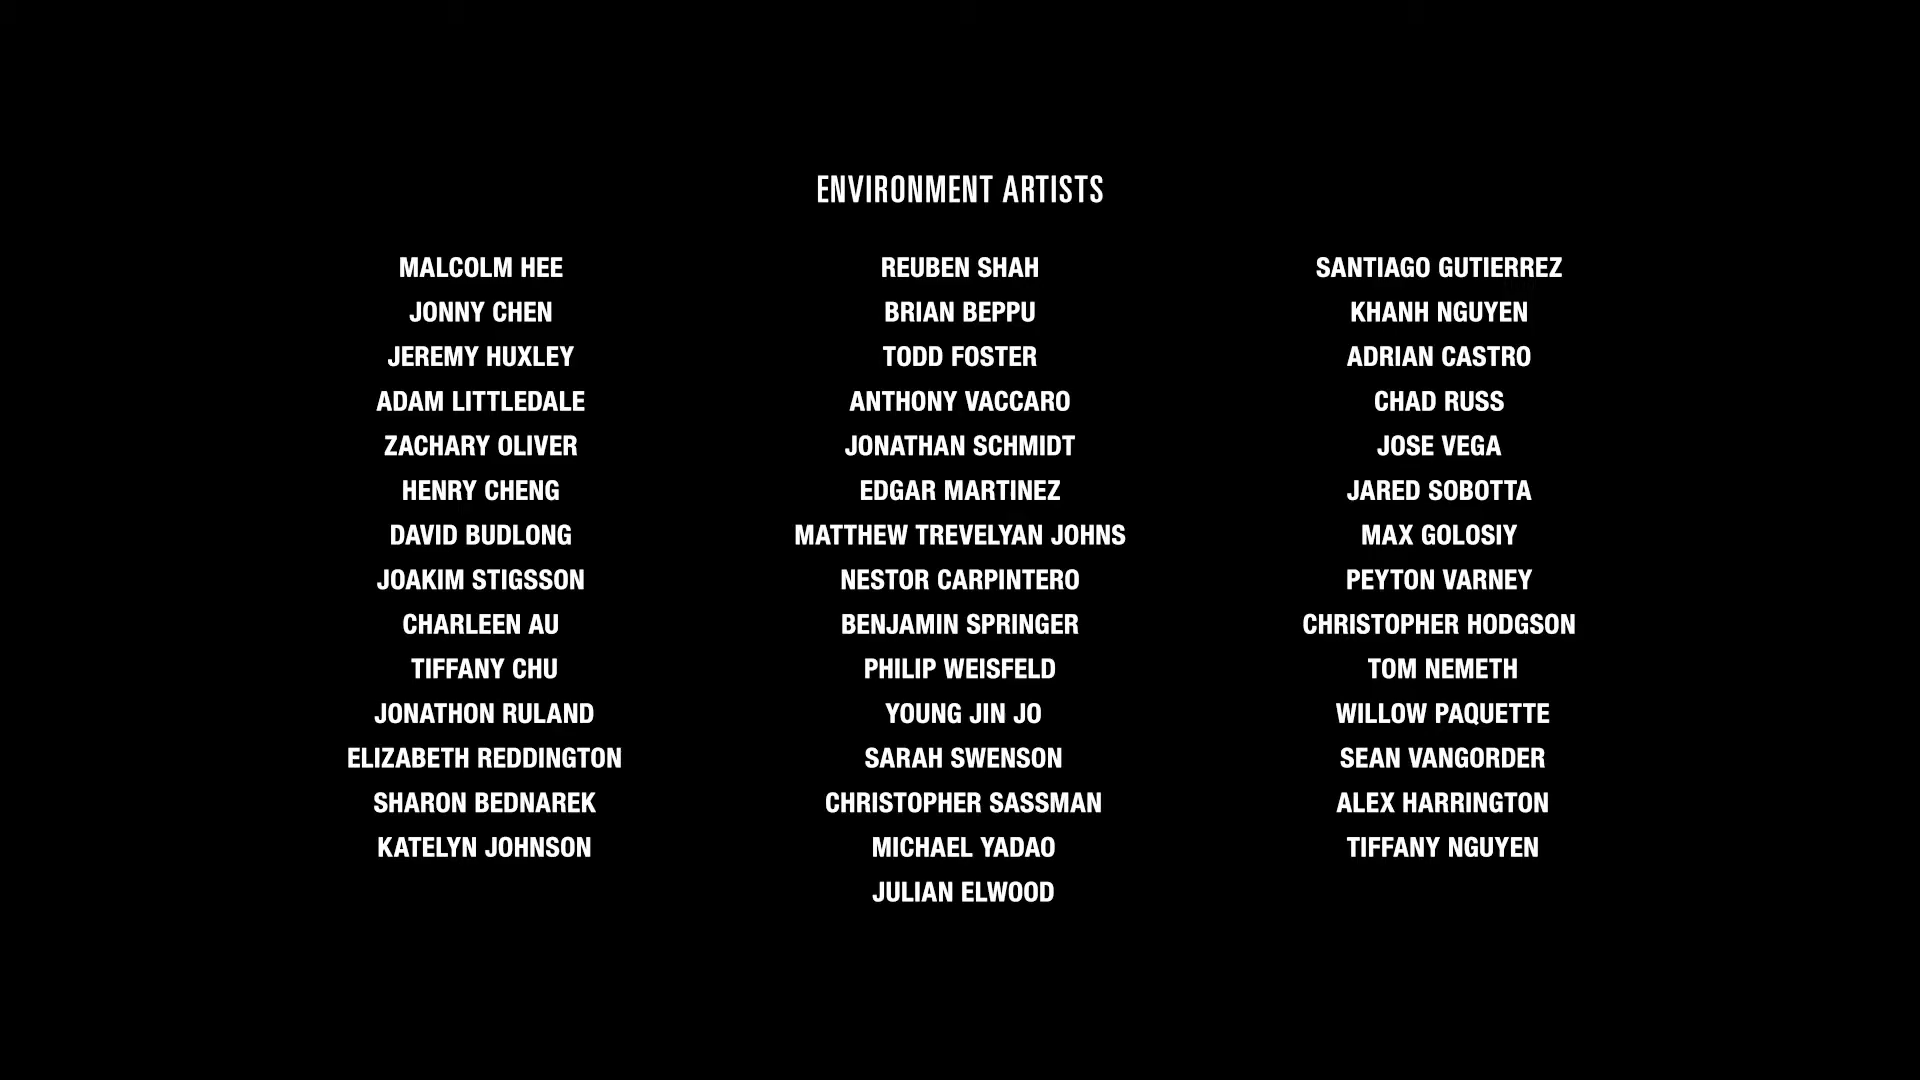 ENVIRONMENT ARTISTS
MALCOLM HEE
JONNY CHEN
JEREMY HUXLEY
ADAM LITTLEDALE
ZACHARY OLIVER
HENRY CHENG
DAVID BUDLONG
JOAKIM STIGSSON
CHARLEEN AU
TIFFANY CHU
JONATHON RULAND
ELIZABETH REDDINGTON
SHARON BEDNAREK
KATELYN JOHNSON
REUBEN SHAH
BRIAN BEPPU
TODD FOSTER
ANTHONY VACCARO
JONATHAN SCHMIDT
EDGAR MARTINEZ
MATTHEW TREVELYAN JOHNS
NESTOR CARPINTERO
BENJAMIN SPRINGER
PHILIP WEISFELD
YOUNG JIN JO
SARAH SWENSON
CHRISTOPHER SASSMAN
MICHAEL YADAO
JULIAN ELWOOD
SANTIAGO GUTIERREZ
KHANH NGUYEN
ADRIAN CASTRO
CHAD RUSS
JOSE VEGA
JARED SOBOTTA
MAX GOLOSIY
PEYTON VARNEY
CHRISTOPHER HODGSON
TOM NEMETH
WILLOW PAQUETTE
SEAN VANGORDER
ALEX HARRINGTON
TIFFANY NGUYEN